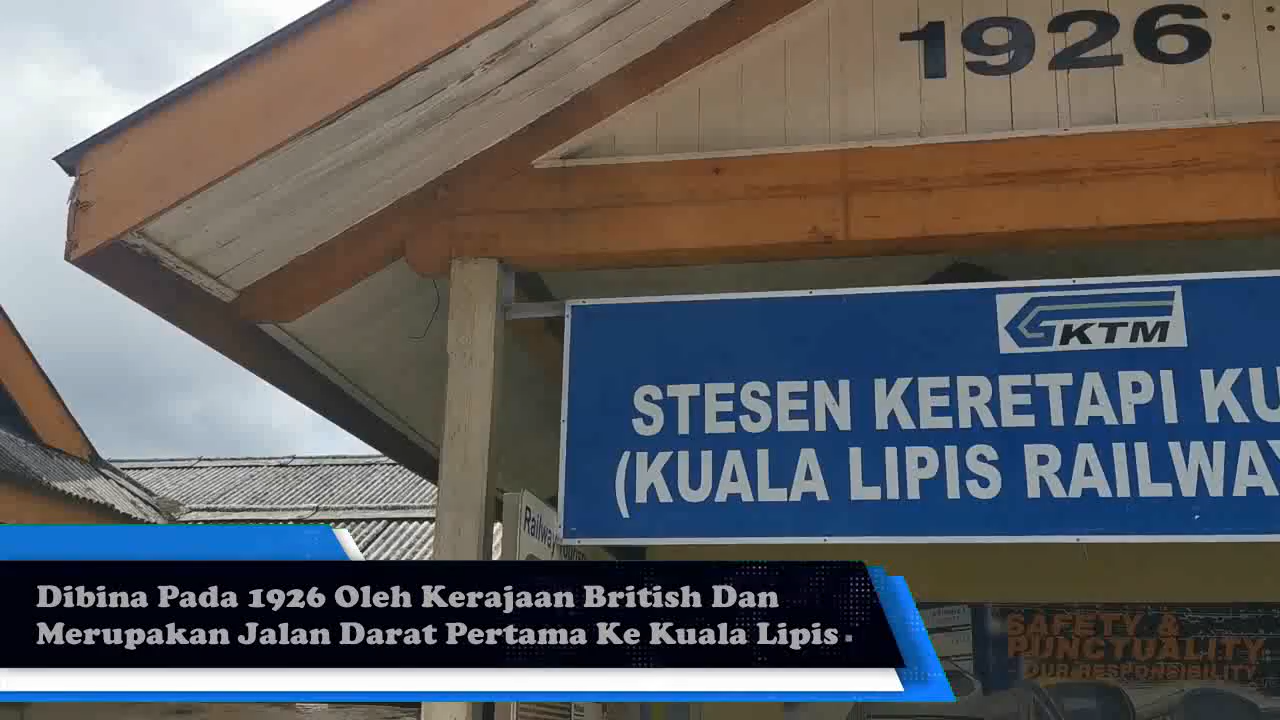 1926
KTM
STESEN KERETAPI KU
(KUALA LIPIS RAILWAY
Railway
Dibina Pada 1926 Oleh Kerajaan British Dan
Merupakan Jalan Darat Pertama Ke Kuala Lipis
SAFETY &
PUNCTUALITY
OUR RESPONSIBILITY